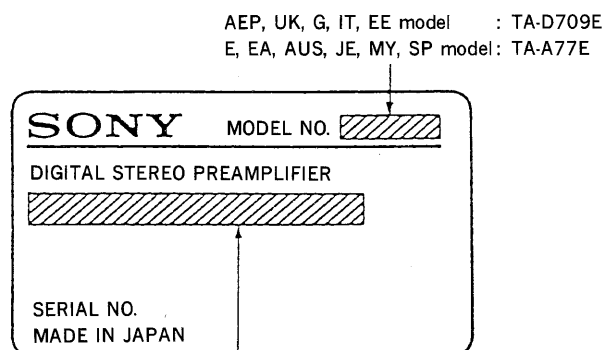 AEP, UK, G, IT, EE model : TA-D709E
E, EA, AUS, JE, MY, SP model: TA-A77E
SONY MODEL NO.
DIGITAL STEREO PREAMPLIFIER
SERIAL NO.
MADE IN JAPAN